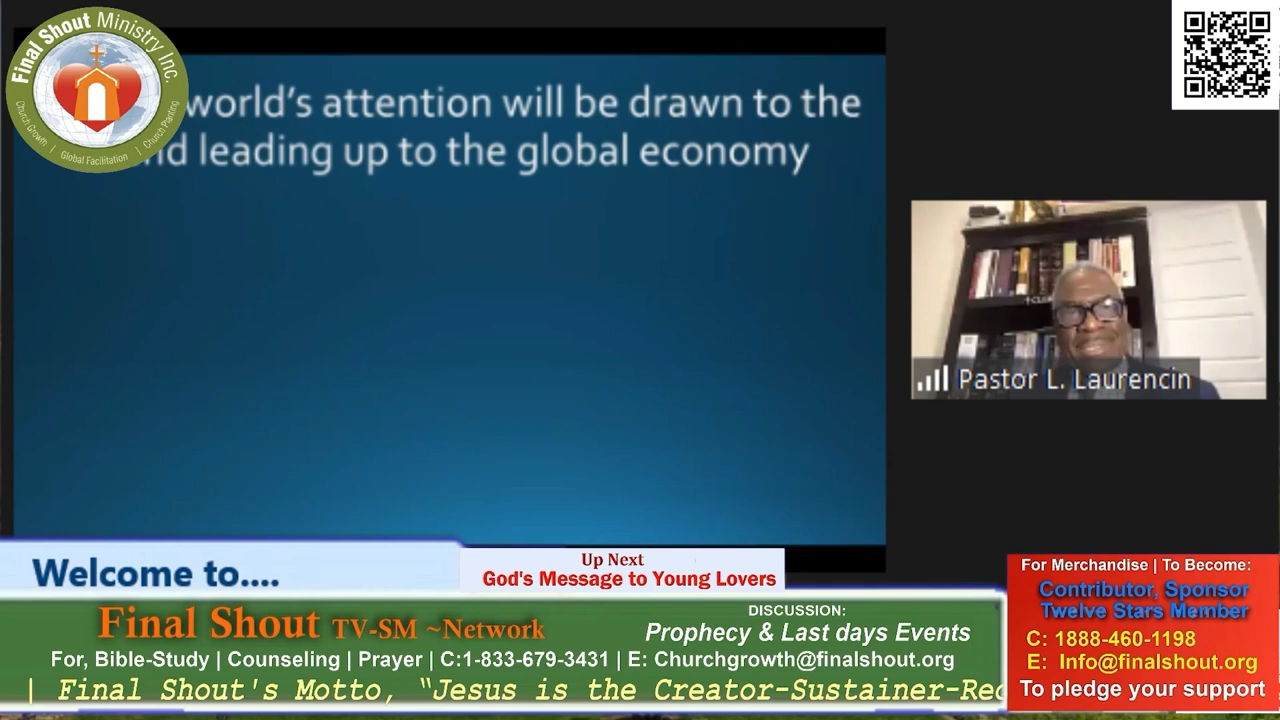 Final Shout Ministry Inc.
Church Growth | Global Facilitation | Church Planting
world's attention will be drawn to the
leading up to the global economy
Pastor L. Laurencin
Welcome to....
Up Next
God's Message to Young Lovers
Final Shout TV-SM ~Network
DISCUSSION:
Prophecy & Last days Events
For, Bible-Study | Counseling | Prayer | C:1-833-679-3431 | E: Churchgrowth@finalshout.org
| Final Shout's Motto, "Jesus is the Creator-Sustainer-Re
For Merchandise | To Become:
Contributor, Sponsor
Twelve Stars Member
C: 1888-460-1198
E: Info@finalshout.org
To pledge your support